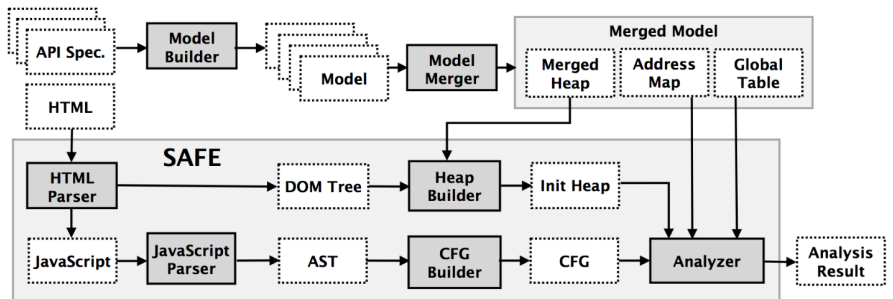 Merged Model
API Spec.
Model
Builder
Model
Model
Merger
Merged
Heap
Address
Map
Global
Table
HTML
SAFE
HTML
Parser
DOM Tree
Heap
Builder
Init Heap
JavaScript
JavaScript
Parser
AST
CFG
Builder
CFG
Analyzer
Analysis
Result